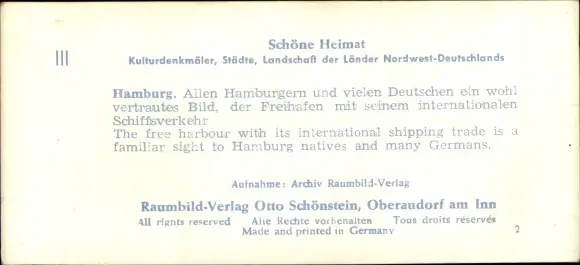 Schöne Heimat
III
Kulturdenkmäler, Städte, Landschaft der Länder Nordwest-Deutschlands
Hamburg. Allen Hamburgern und vielen Deutschen ein wohl
vertrautes Bild, der Freihafen mit seinem internationalen
Schiffsverkehr
The free harbour with its international shipping trade is a
familiar sight to Hamburg natives and many Germans.
Aufnahme: Archiv Raumbild-Verlag
Raumbild-Verlag Otto Schönstein, Oberaudorf am Inn
All rights reserved Alle Rechte vorbehalten Tous droits réservés
Made and printed in Germany
2